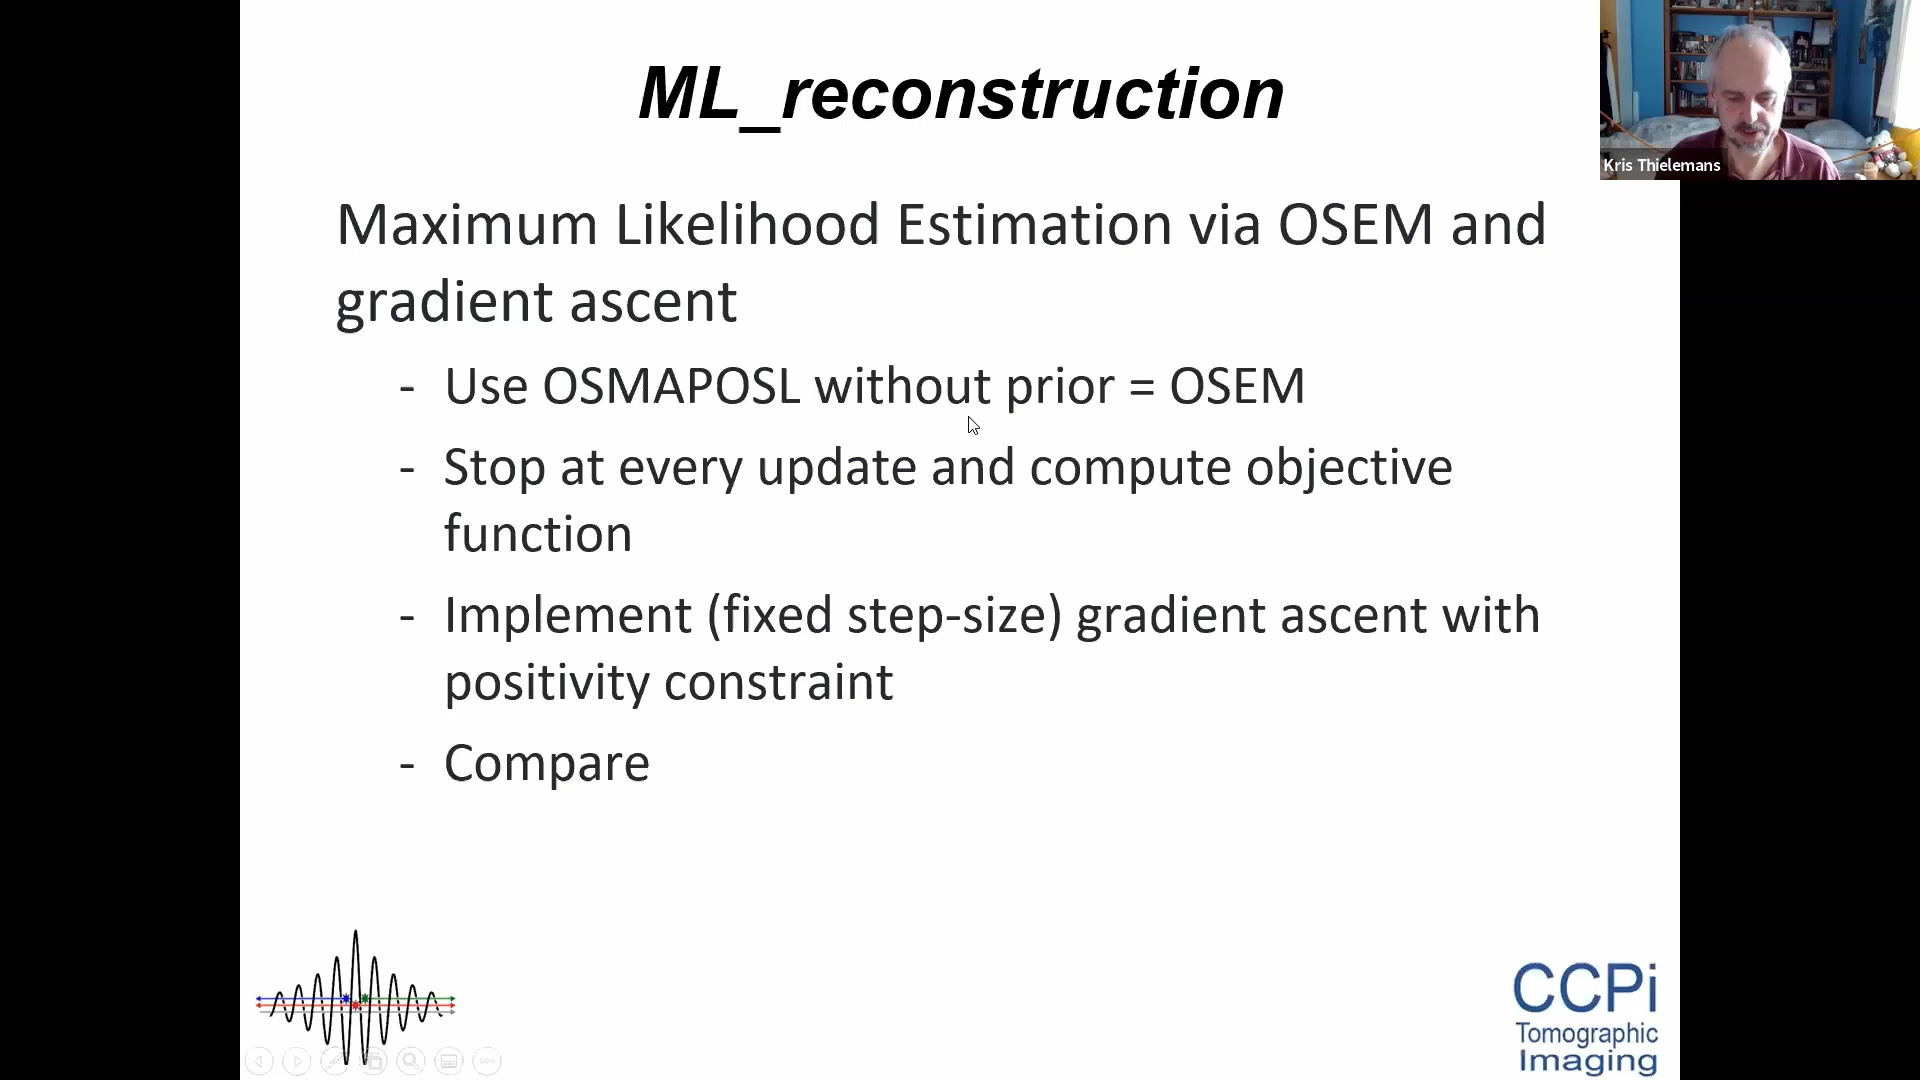 ML_reconstruction
Kris Thielemans
Maximum Likelihood Estimation via OSEM and
gradient ascent
- Use OSMAPOSL without prior = OSEM
- Stop at every update and compute objective
function
- Implement (fixed step-size) gradient ascent with
positivity constraint
- Compare
CCPi
Tomographic
Imaging